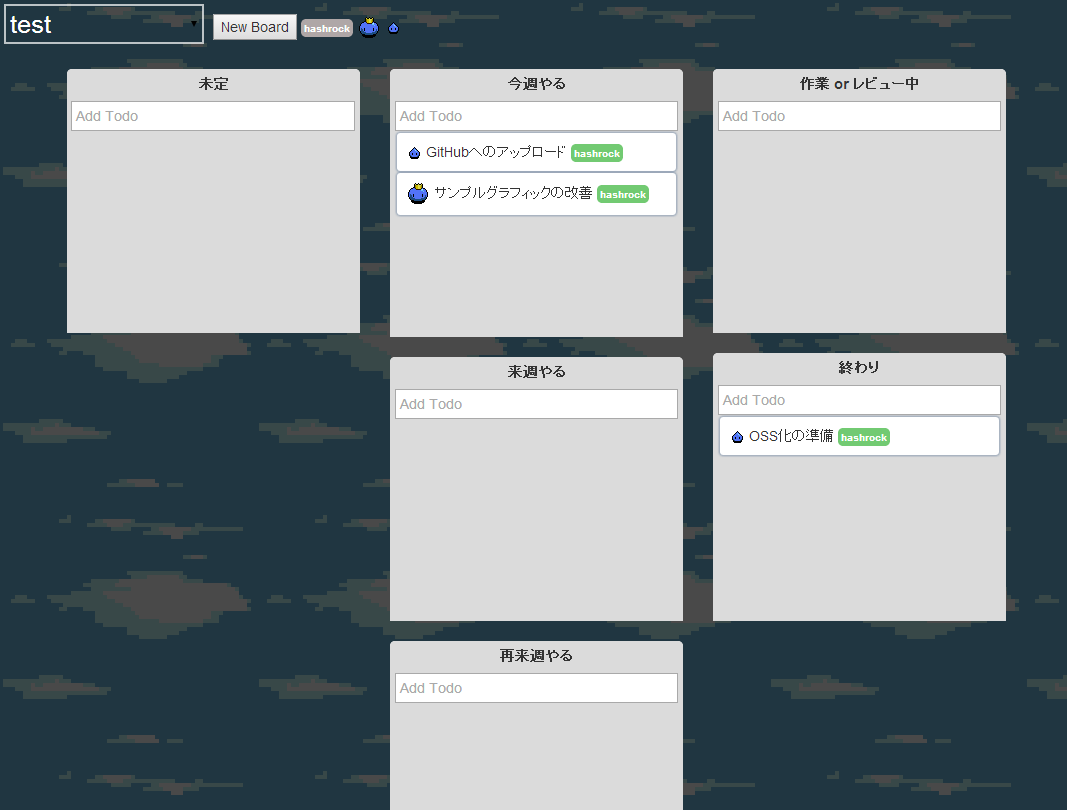 test
New Board
hashrock
未定
Add Todo
今週やる
Add Todo
GitHubへのアップロード hashrock
サンプルグラフィックの改善 hashrock
作業 or レビュー中
Add Todo
来週やる
Add Todo
終わり
Add Todo
OSS化の準備 hashrock
再来週やる
Add Todo